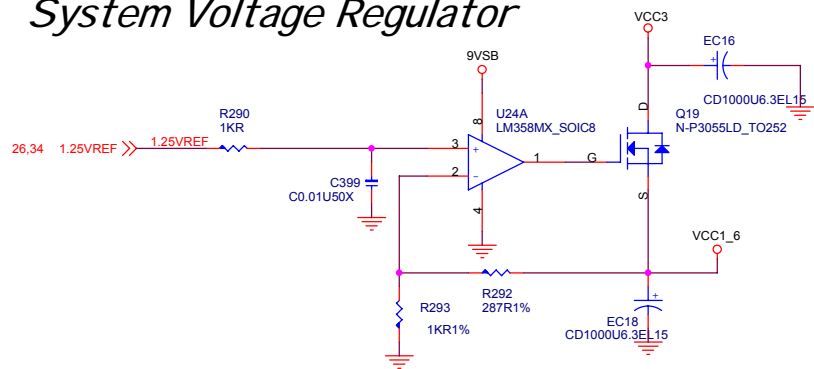 System Voltage Regulator
VCC3
EC16
+
CD1000U6.3EL15
9VSB
R290
1KR
U24A
LM358MX_SOIC8
D
Q19
N-P3055LD_TO252
26,34 1.25VREF
1.25VREF
8
3
+
1
G
2
-
4
S
C399
C0.01U50X
VCC1_6
R292
287R1%
R293
1KR1%
+
EC18
CD1000U6.3EL15